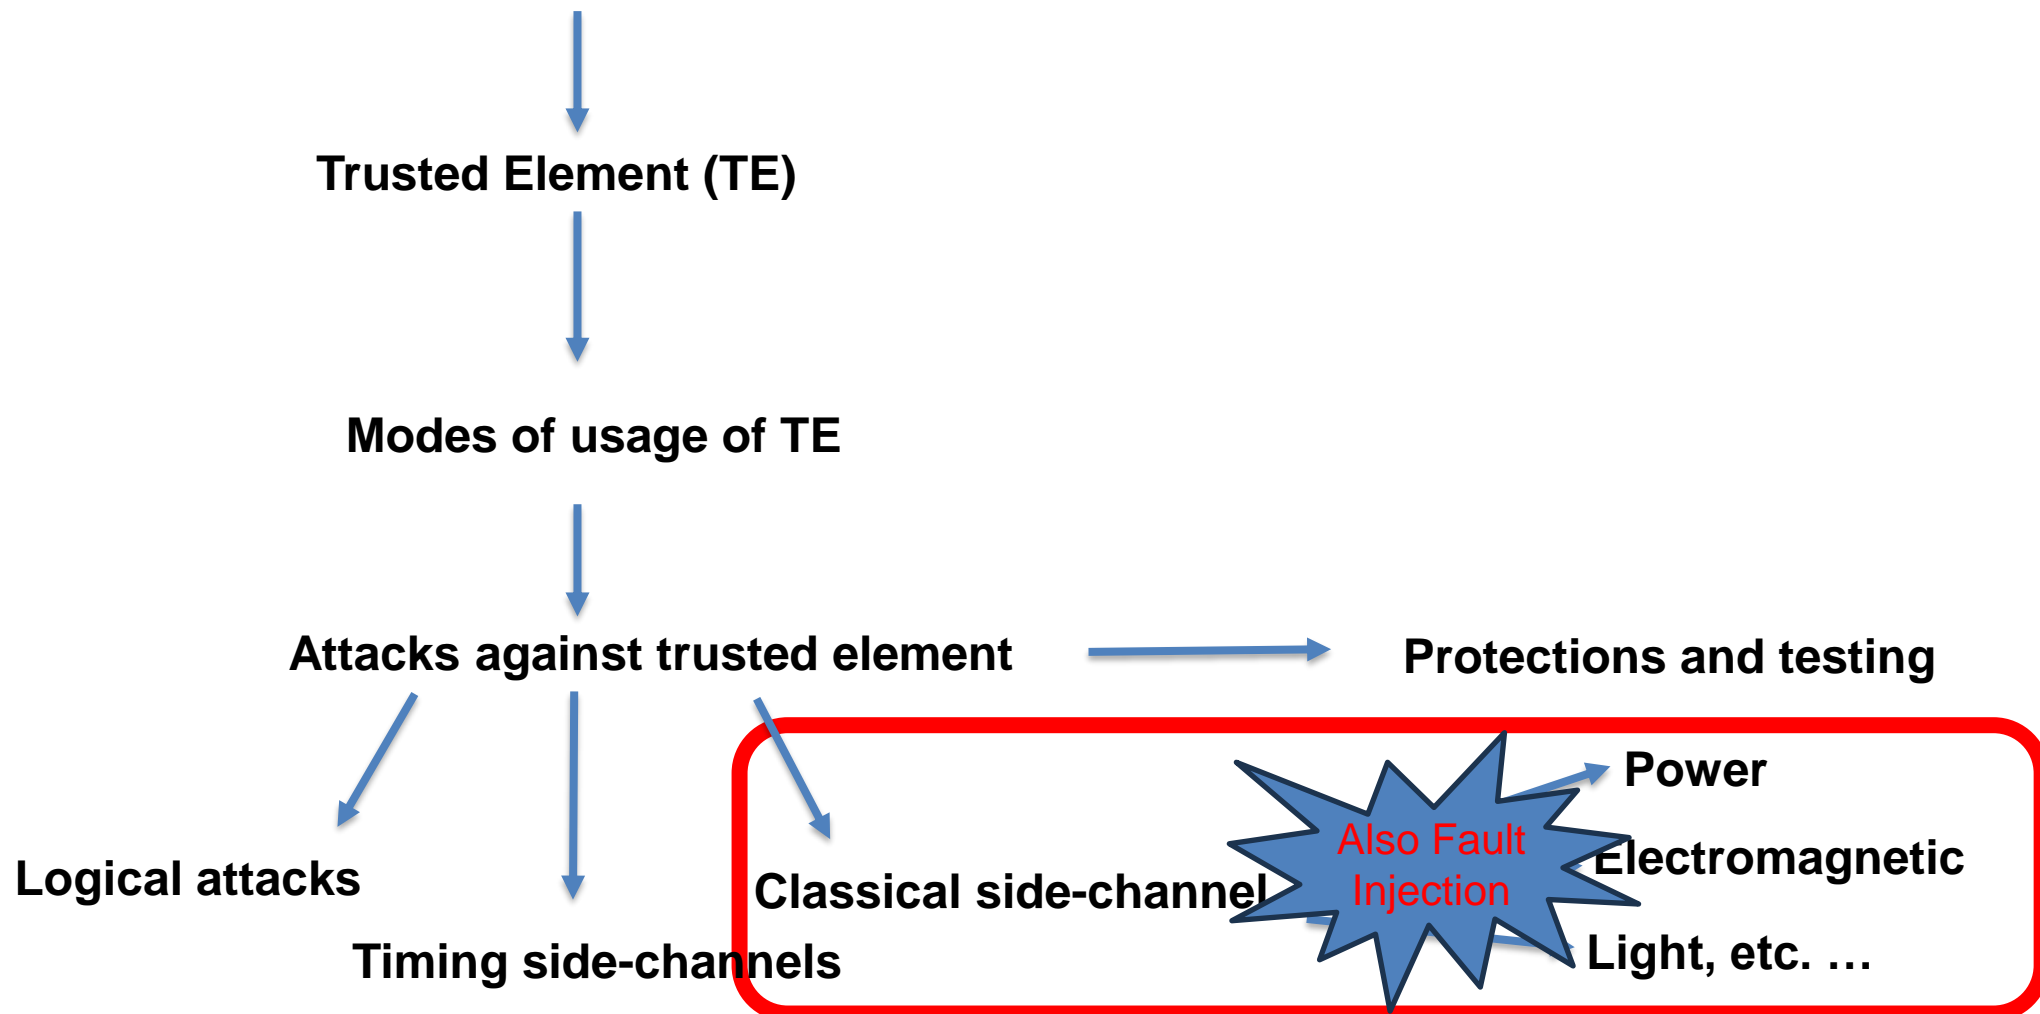 Trusted Element (TE)
Modes of usage of TE
Attacks against trusted element
Protections and testing
Logical attacks
Timing side-channels
Classical side-channel
Also Fault
Injection
Power
Electromagnetic
Light, etc. …